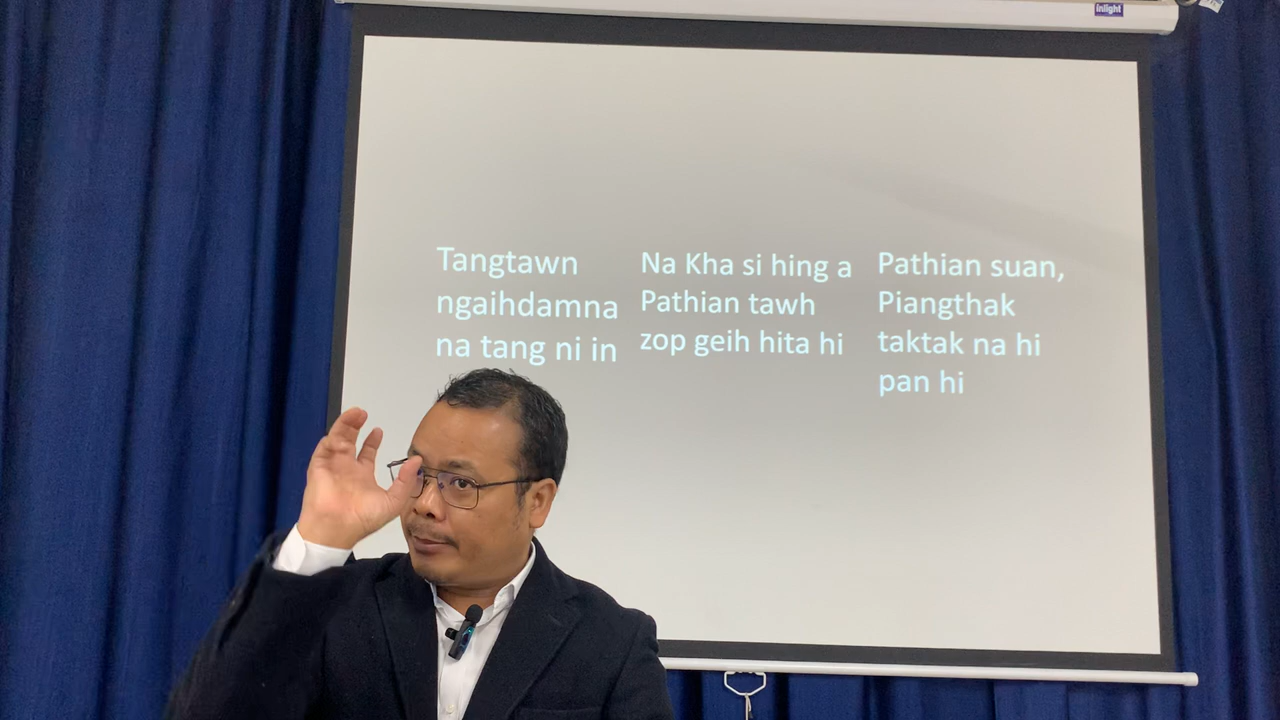 inlight
Tangtawn
ngaihdamna
na tang ni in
Na Kha si hing a
Pathian tawh
zop geih hita hi
Pathian suan,
Piangthak
taktak na hi
pan hi